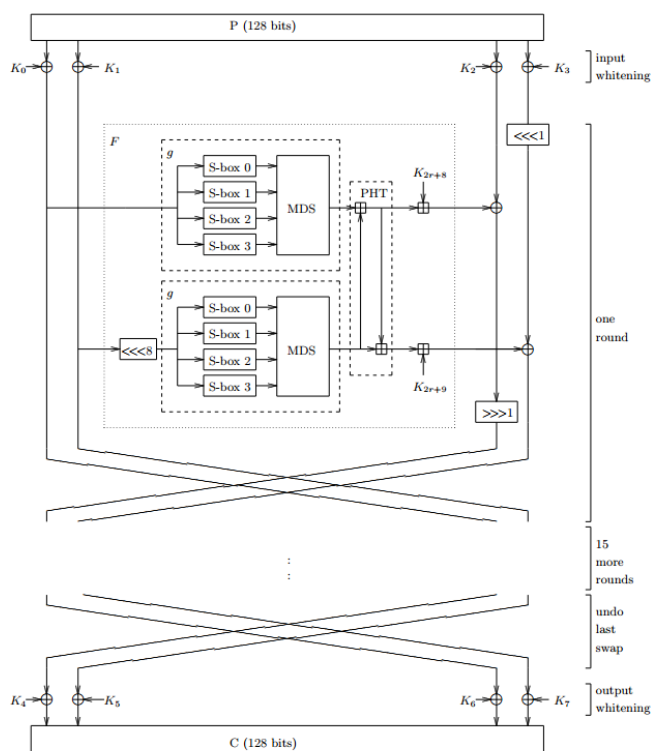 P (128 bits)
K₀ K₁ K₂ K₃
input
whitening
<<<1
F
g
S-box 0
S-box 1
S-box 2
S-box 3
MDS
PHT
K₂ᵣ₊₈
g
S-box 0
S-box 1
S-box 2
S-box 3
MDS
<<<8
K₂ᵣ₊₉
>>>1
one
round
:
:
15
more
rounds
undo
last
swap
K₄ K₅ K₆ K₇
output
whitening
C (128 bits)